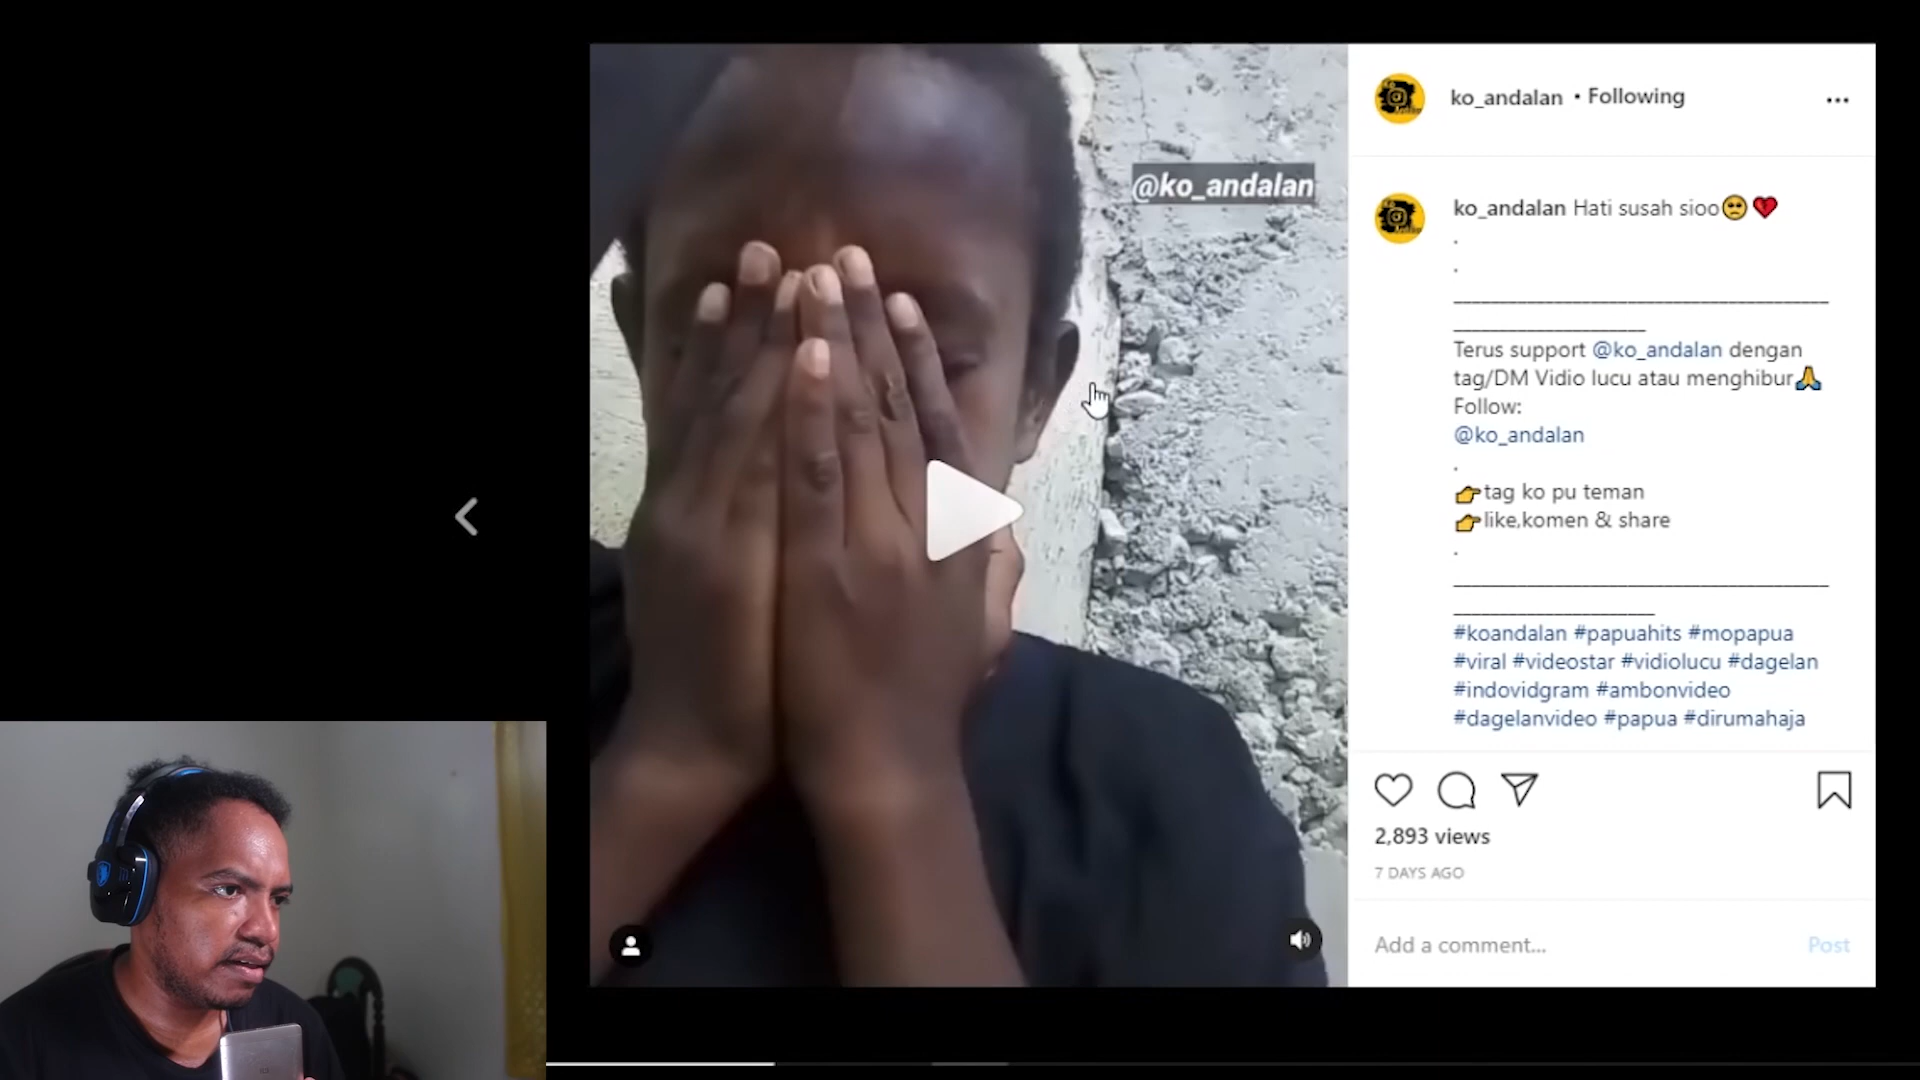 @ko_andalan
ko_andalan • Following
ko_andalan Hati susah sioo🥺💔
.
.
Terus support @ko_andalan dengan
tag/DM Vidio lucu atau menghibur🙏
Follow:
@ko_andalan
.
👉tag ko pu teman
👉like,komen & share
.
#koandalan #papuahits #mopapua
#viral #videostar #vidiolucu #dagelan
#indovidgram #ambonvideo
#dagelanvideo #papua #dirumahaja
2,893 views
7 DAYS AGO
Add a comment... Post